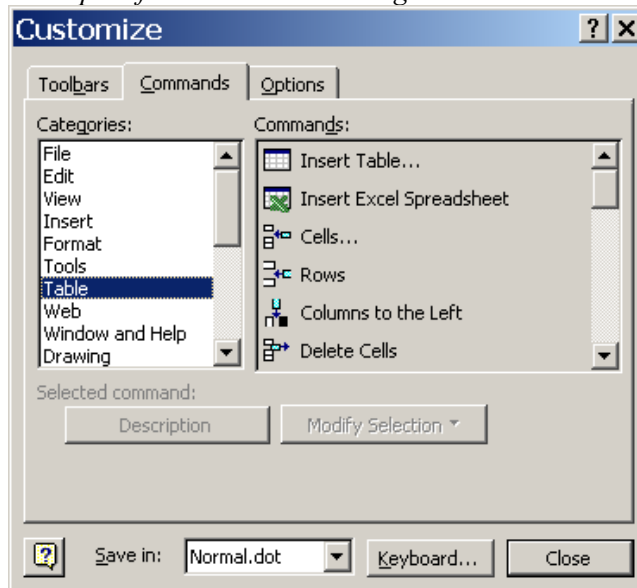 Customize
Toolbars Commands Options
Categories: Commands:
File
Edit
View
Insert
Format
Tools
Table
Web
Window and Help
Drawing
Insert Table...
Insert Excel Spreadsheet
Cells...
Rows
Columns to the Left
Delete Cells
Selected command:
Description Modify Selection
Save in: Normal.dot Keyboard... Close